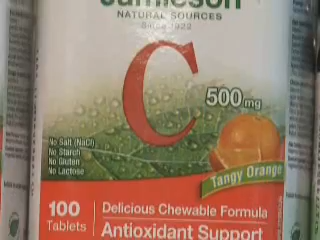 Jamieson
NATURAL SOURCES
Since 1922
C
500mg
No Salt (NaCl)
No Starch
No Gluten
No Lactose
Tangy Orange
100
Tablets
Delicious Chewable Formula
Antioxidant Support